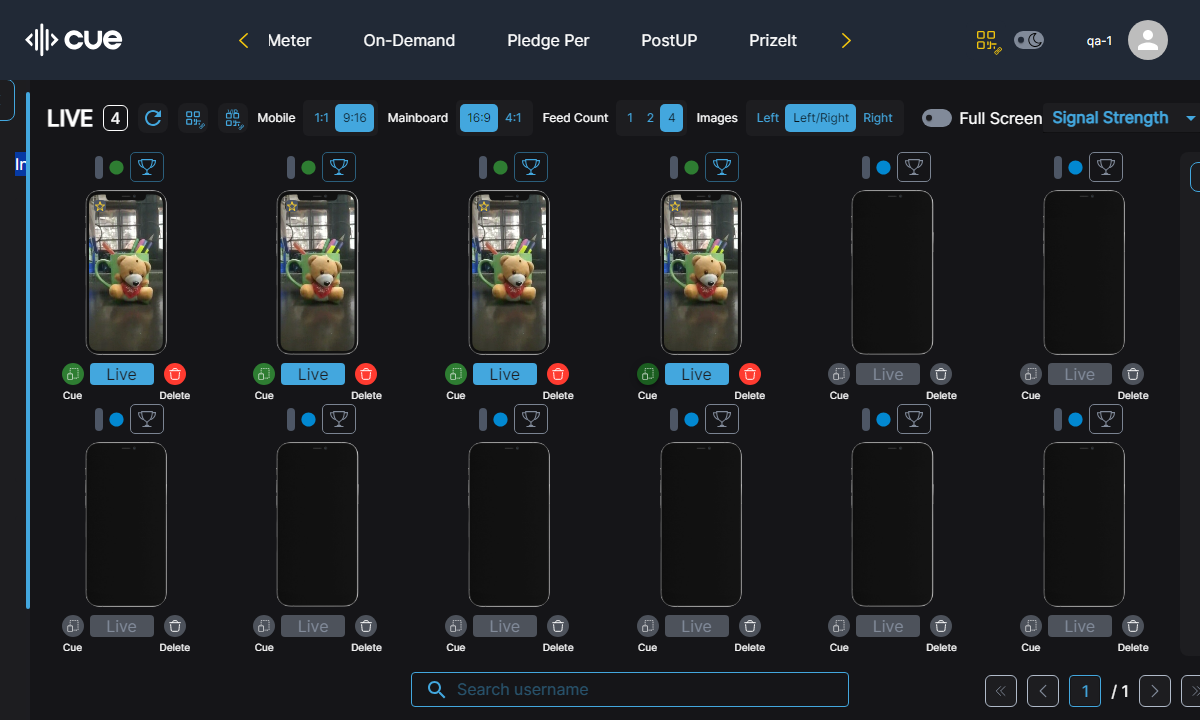 cue
Meter On-Demand Pledge Per PostUP PrizeIt
qa-1
LIVE 4 Mobile 1:1 9:16 Mainboard 16:9 4:1 Feed Count 1 2 4 Images Left Left/Right Right Full Screen Signal Strength
Live Live Live Live Live Live
Cue Delete Cue Delete Cue Delete Cue Delete Cue Delete Cue Delete
Live Live Live Live Live Live
Cue Delete Cue Delete Cue Delete Cue Delete Cue Delete Cue Delete
Search username
1 / 1